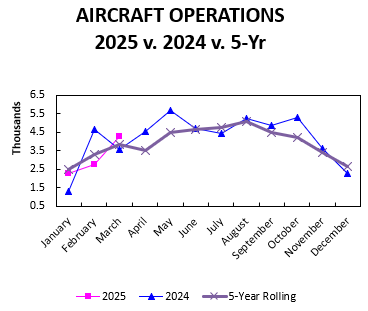 AIRCRAFT OPERATIONS
2025 v. 2024 v. 5-Yr
Thousands
6.5
5.5
4.5
3.5
2.5
1.5
0.5
January
February
March
April
May
June
July
August
September
October
November
December
2025
2024
5-Year Rolling